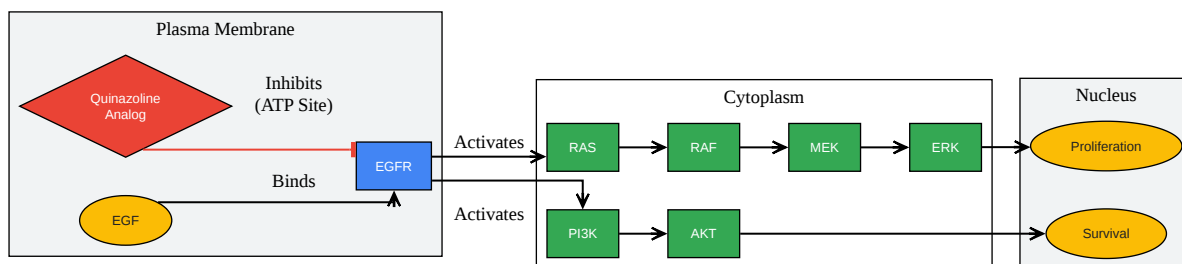 Plasma Membrane
Quinazoline
Analog
Inhibits
(ATP Site)
EGFR
Binds
EGF
Activates
Activates
Cytoplasm
RAS
RAF
MEK
ERK
PI3K
AKT
Nucleus
Proliferation
Survival